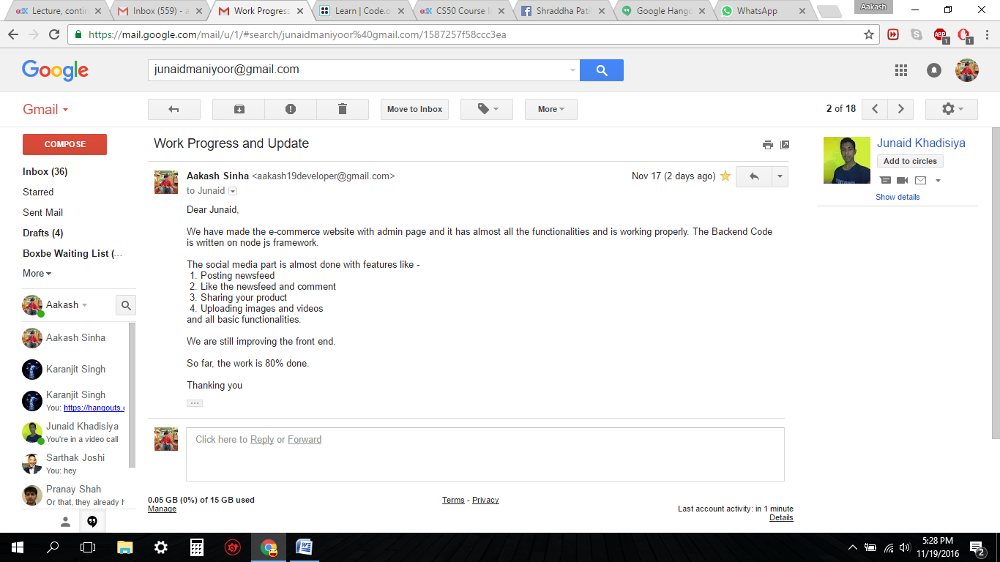 Lecture, contin
Inbox (559) - a
Work Progress
Learn | Code.o
CS50 Course I
Shraddha Pati
Google Hango
WhatsApp
Aakash
https://mail.google.com/mail/u/1/#search/junaidmaniyoor%40gmail.com/1587257f58ccc3ea
ABP 1 1
Google
junaidmaniyoor@gmail.com
Gmail
Move to Inbox
More
2 of 18
COMPOSE
Inbox (36)
Starred
Sent Mail
Drafts (4)
Boxbe Waiting List (…
More
Aakash
Aakash Sinha
Karanjit Singh
Karanjit Singh
You: https://hangouts.
Junaid Khadisiya
You're in a video call
Sarthak Joshi
You: hey
Pranay Shah
Or that, they already h
Work Progress and Update
Aakash Sinha <aakash19developer@gmail.com>
Nov 17 (2 days ago)
to Junaid
Dear Junaid,
We have made the e-commerce website with admin page and it has almost all the functionalities and is working properly. The Backend Code
is written on node js framework.
The social media part is almost done with features like -
1. Posting newsfeed
2. Like the newsfeed and comment
3. Sharing your product
4. Uploading images and videos
and all basic functionalities.
We are still improving the front end.
So far, the work is 80% done.
Thanking you
Click here to Reply or Forward
0.05 GB (0%) of 15 GB used
Manage
Terms - Privacy
Last account activity: in 1 minute
Details
Junaid Khadisiya
Add to circles
Show details
5:28 PM
11/19/2016
2